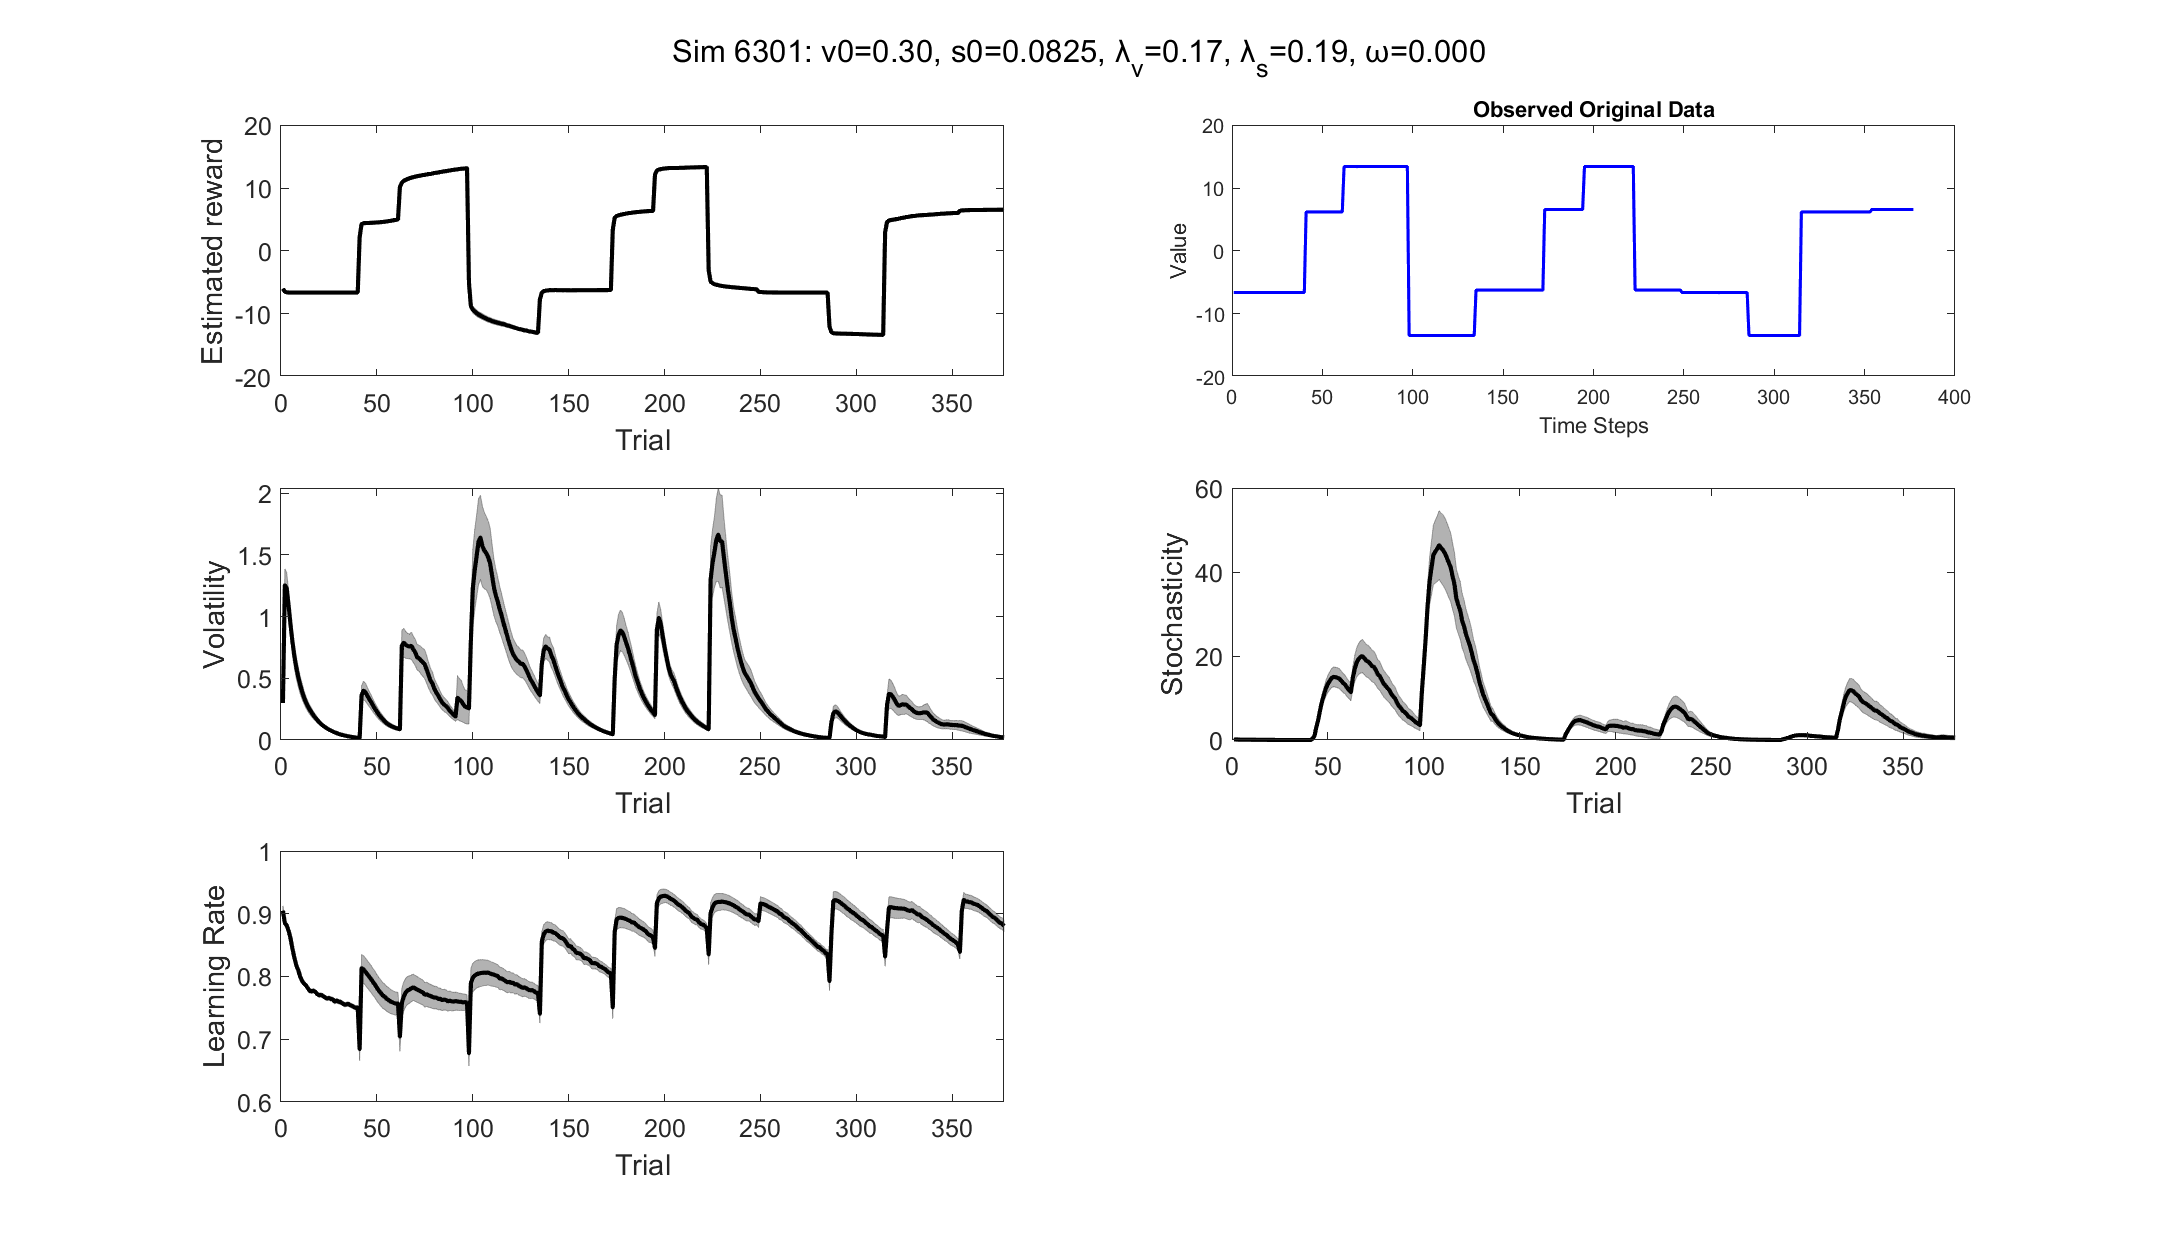 Sim 6301: v0=0.30, s0=0.0825, λv=0.17, λs=0.19, ω=0.000
20
10
0
-10
-20
Estimated reward
0 50 100 150 200 250 300 350
Trial
Observed Original Data
20
10
0
-10
-20
Value
0 50 100 150 200 250 300 350 400
Time Steps
2
1.5
1
0.5
0
Volatility
0 50 100 150 200 250 300 350
Trial
60
40
20
0
Stochasticity
0 50 100 150 200 250 300 350
Trial
1
0.9
0.8
0.7
0.6
Learning Rate
0 50 100 150 200 250 300 350
Trial